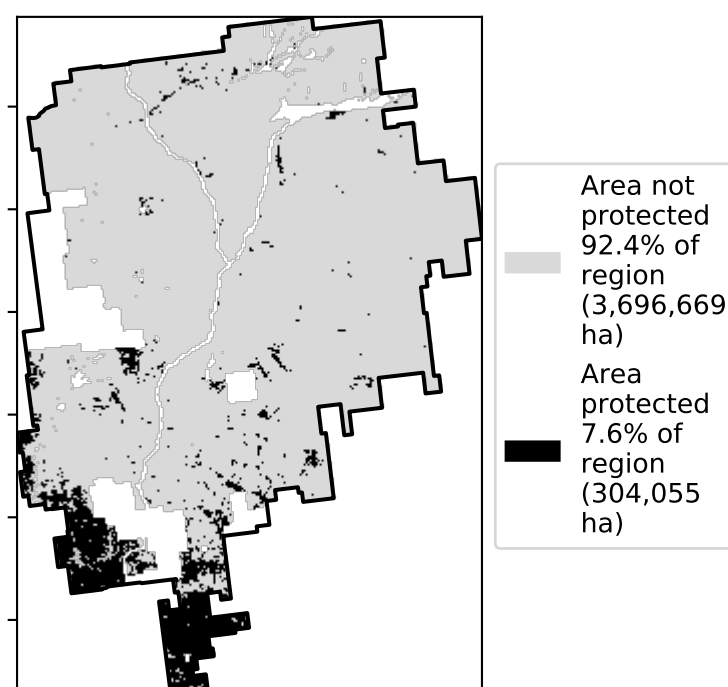 Area not
protected
92.4% of
region
(3,696,669
ha)
Area
protected
7.6% of
region
(304,055
ha)